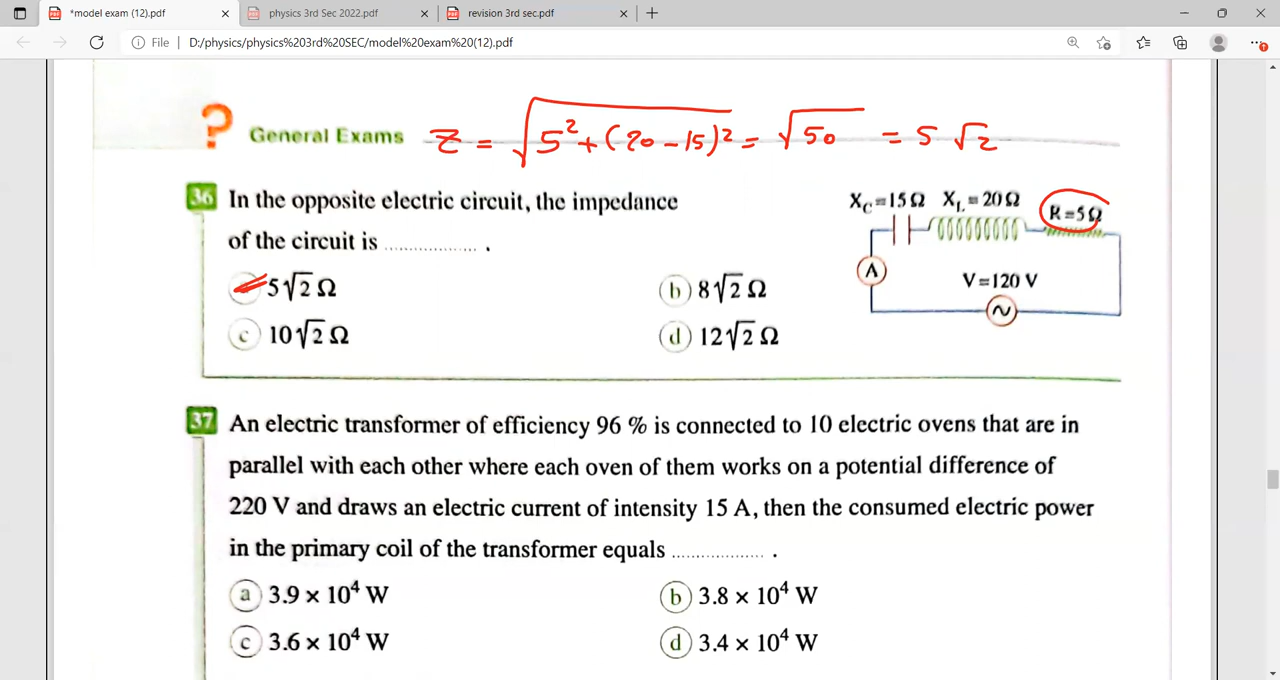 *model exam (12).pdf
physics 3rd Sec 2022.pdf
revision 3rd sec.pdf
File | D:/physics/physics%203rd%20SEC/model%20exam%20(12).pdf
? General Exams Z = √(5² + (20 - 15)²) = √50 = 5 √2
36 In the opposite electric circuit, the impedance
of the circuit is .................. .
5√2 Ω
b 8√2 Ω
c 10√2 Ω
d 12√2 Ω
X_C = 15 Ω X_L = 20 Ω R = 5 Ω
A
V = 120 V
~
37 An electric transformer of efficiency 96 % is connected to 10 electric ovens that are in
parallel with each other where each oven of them works on a potential difference of
220 V and draws an electric current of intensity 15 A, then the consumed electric power
in the primary coil of the transformer equals .................. .
a 3.9 × 10⁴ W
b 3.8 × 10⁴ W
c 3.6 × 10⁴ W
d 3.4 × 10⁴ W